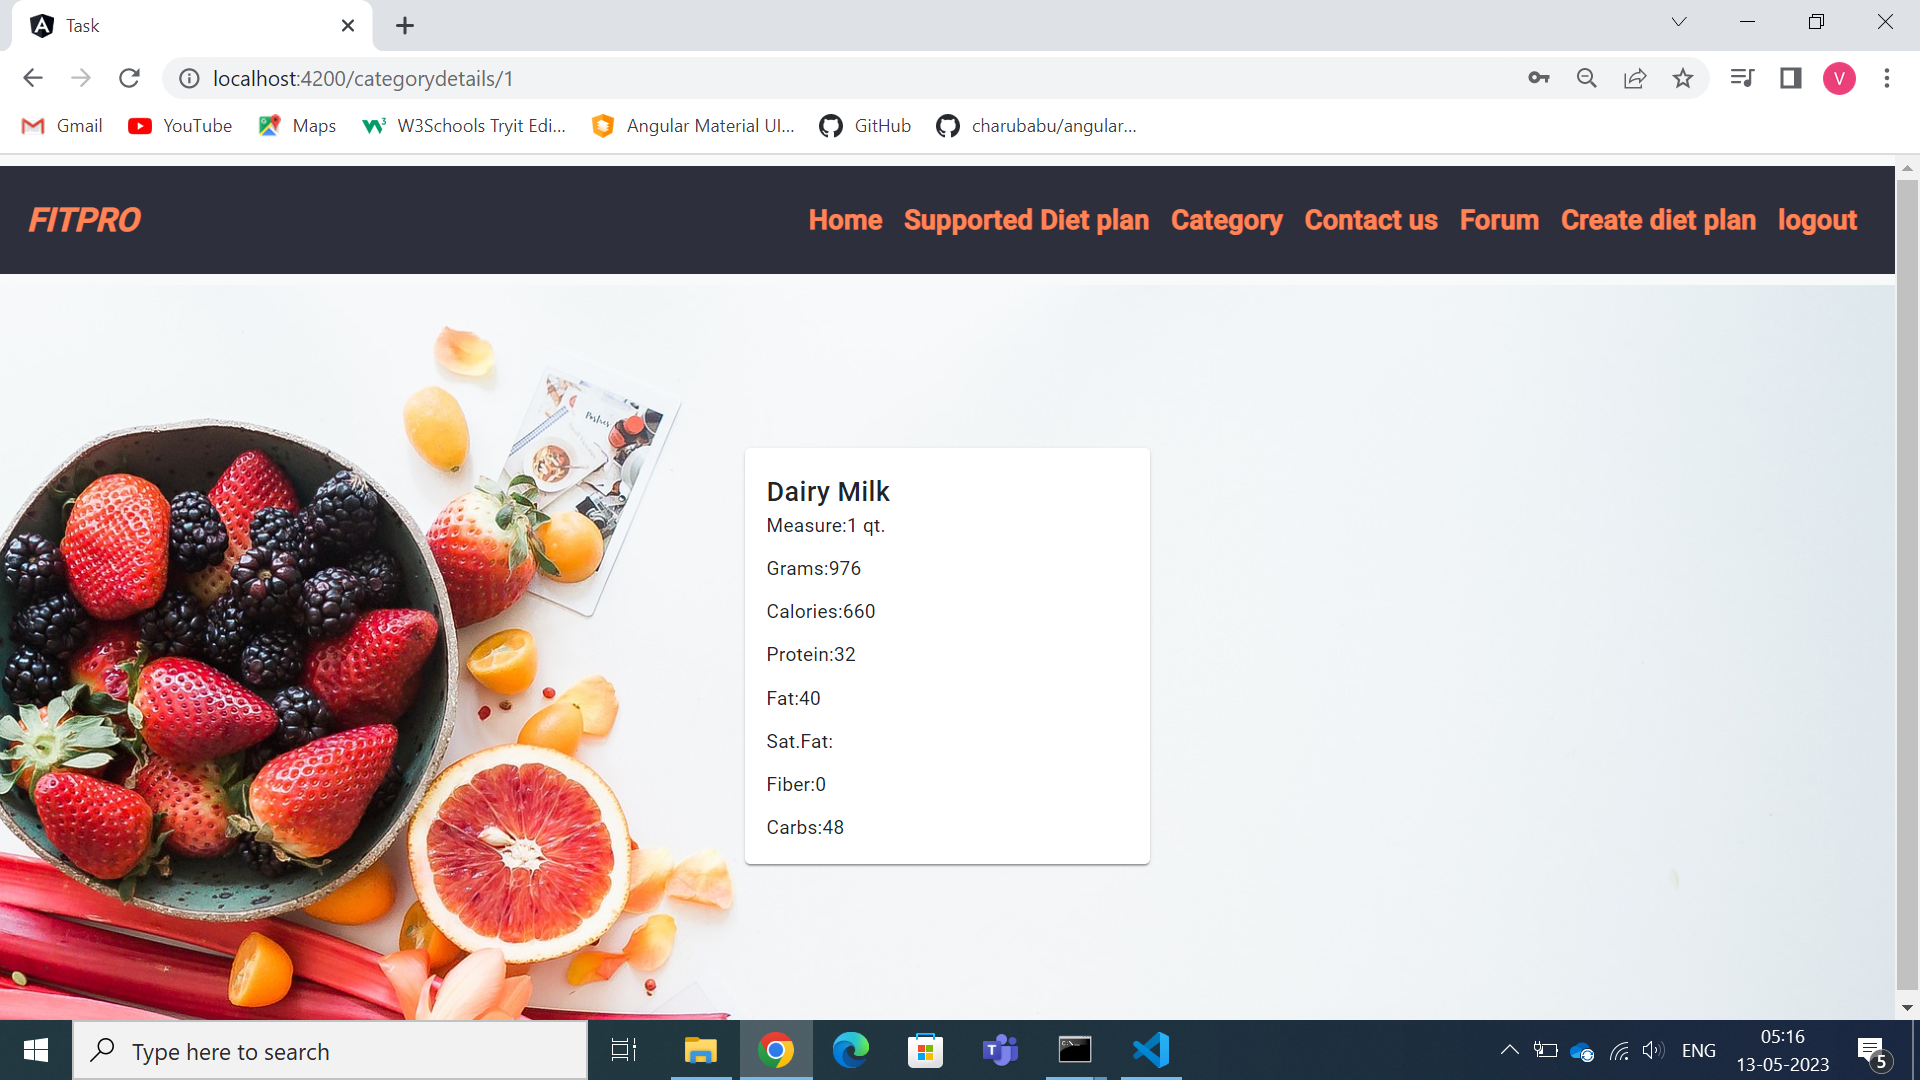 Task
localhost:4200/categorydetails/1
V
Gmail YouTube Maps W3Schools Tryit Edi... Angular Material UI... GitHub charubabu/angular...
FITPRO Home Supported Diet plan Category Contact us Forum Create diet plan logout
Dairy Milk
Measure:1 qt.
Grams:976
Calories:660
Protein:32
Fat:40
Sat.Fat:
Fiber:0
Carbs:48
Type here to search
ENG
05:16
13-05-2023
5